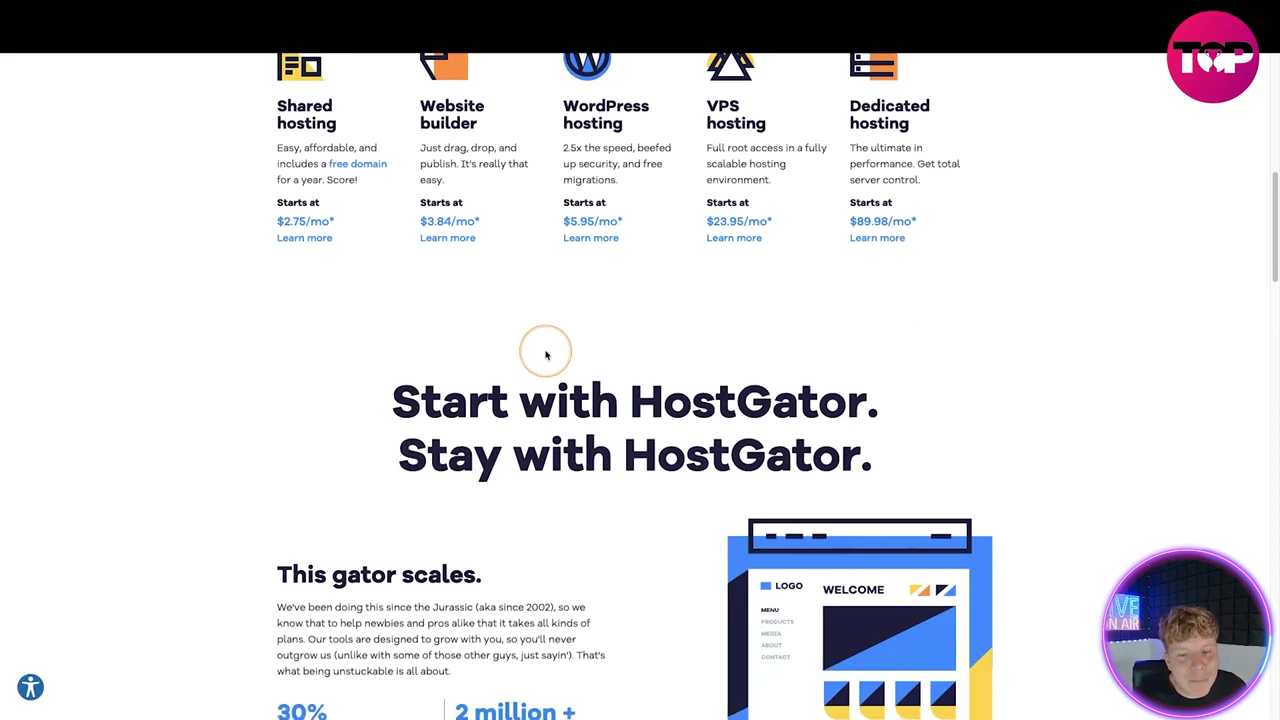 TOP
Shared
hosting
Easy, affordable, and
includes a free domain
for a year. Score!
Starts at
$2.75/mo*
Learn more
Website
builder
Just drag, drop, and
publish. It's really that
easy.
Starts at
$3.84/mo*
Learn more
WordPress
hosting
2.5x the speed, beefed
up security, and free
migrations.
Starts at
$5.95/mo*
Learn more
VPS
hosting
Full root access in a fully
scalable hosting
environment.
Starts at
$23.95/mo*
Learn more
Dedicated
hosting
The ultimate in
performance. Get total
server control.
Starts at
$89.98/mo*
Learn more
Start with HostGator.
Stay with HostGator.
This gator scales.
We've been doing this since the Jurassic (aka since 2002), so we
know that to help newbies and pros alike that it takes all kinds of
plans. Our tools are designed to grow with you, so you'll never
outgrow us (unlike with some of those other guys, just sayin'). That's
what being unstuckable is all about.
30%
2 million +
LOGO
WELCOME
MENU
PRODUCTS
MEDIA
ABOUT
CONTACT